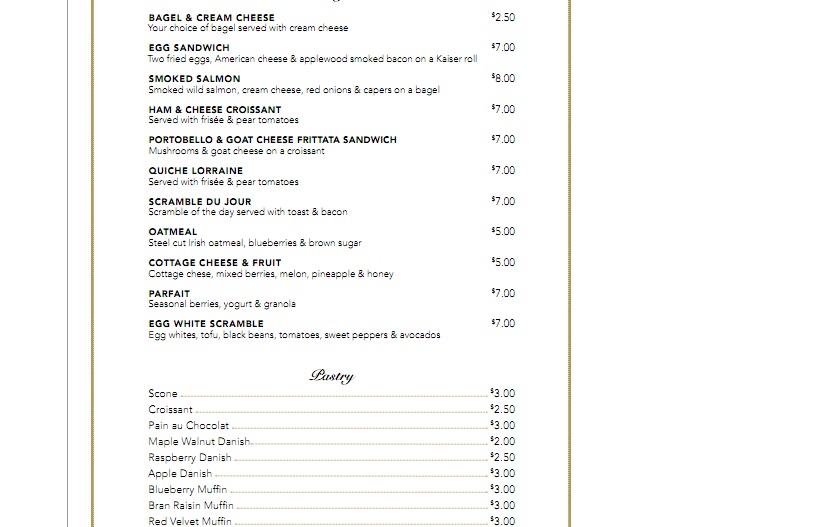 BAGEL & CREAM CHEESE $2.50
Your choice of bagel served with cream cheese
EGG SANDWICH $7.00
Two fried eggs, American cheese & applewood smoked bacon on a Kaiser roll
SMOKED SALMON $8.00
Smoked wild salmon, cream cheese, red onions & capers on a bagel
HAM & CHEESE CROISSANT $7.00
Served with frisée & pear tomatoes
PORTOBELLO & GOAT CHEESE FRITTATA SANDWICH $7.00
Mushrooms & goat cheese on a croissant
QUICHE LORRAINE $7.00
Served with frisée & pear tomatoes
SCRAMBLE DU JOUR $7.00
Scramble of the day served with toast & bacon
OATMEAL $5.00
Steel cut Irish oatmeal, blueberries & brown sugar
COTTAGE CHEESE & FRUIT $5.00
Cottage chese, mixed berries, melon, pineapple & honey
PARFAIT $7.00
Seasonal berries, yogurt & granola
EGG WHITE SCRAMBLE $7.00
Egg whites, tofu, black beans, tomatoes, sweet peppers & avocados
Pastry
Scone $3.00
Croissant $2.50
Pain au Chocolat $3.00
Maple Walnut Danish $2.00
Raspberry Danish $2.50
Apple Danish $3.00
Blueberry Muffin $3.00
Bran Raisin Muffin $3.00
Red Velvet Muffin $3.00